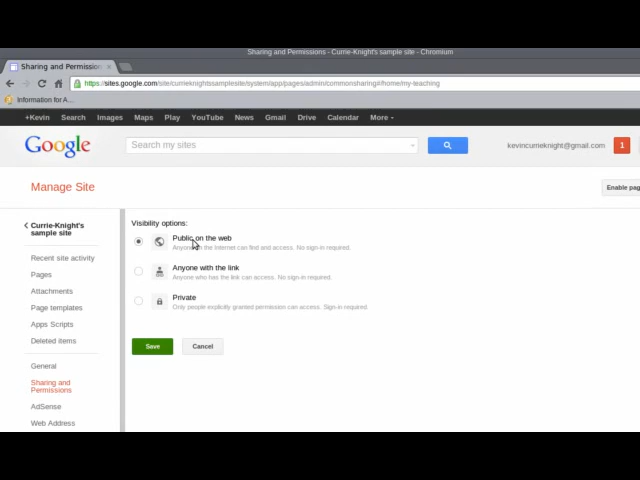 Sharing and Permissions - Currie-Knight's sample site - Chromium
Sharing and Permission ×
https://sites.google.com/site/currieknightssamplesite/system/app/pages/admin/commonsharing#/home/my-teaching
Information for A...
+Kevin Search Images Maps Play YouTube News Gmail Drive Calendar More
Google Search my sites kevincurrieknight@gmail.com 1
Manage Site Enable pag
Currie-Knight's
sample site
Recent site activity
Pages
Attachments
Page templates
Apps Scripts
Deleted items
General
Sharing and
Permissions
AdSense
Web Address
Visibility options:
Public on the web
Anyone on the Internet can find and access. No sign-in required.
Anyone with the link
Anyone who has the link can access. No sign-in required.
Private
Only people explicitly granted permission can access. Sign-in required.
Save Cancel